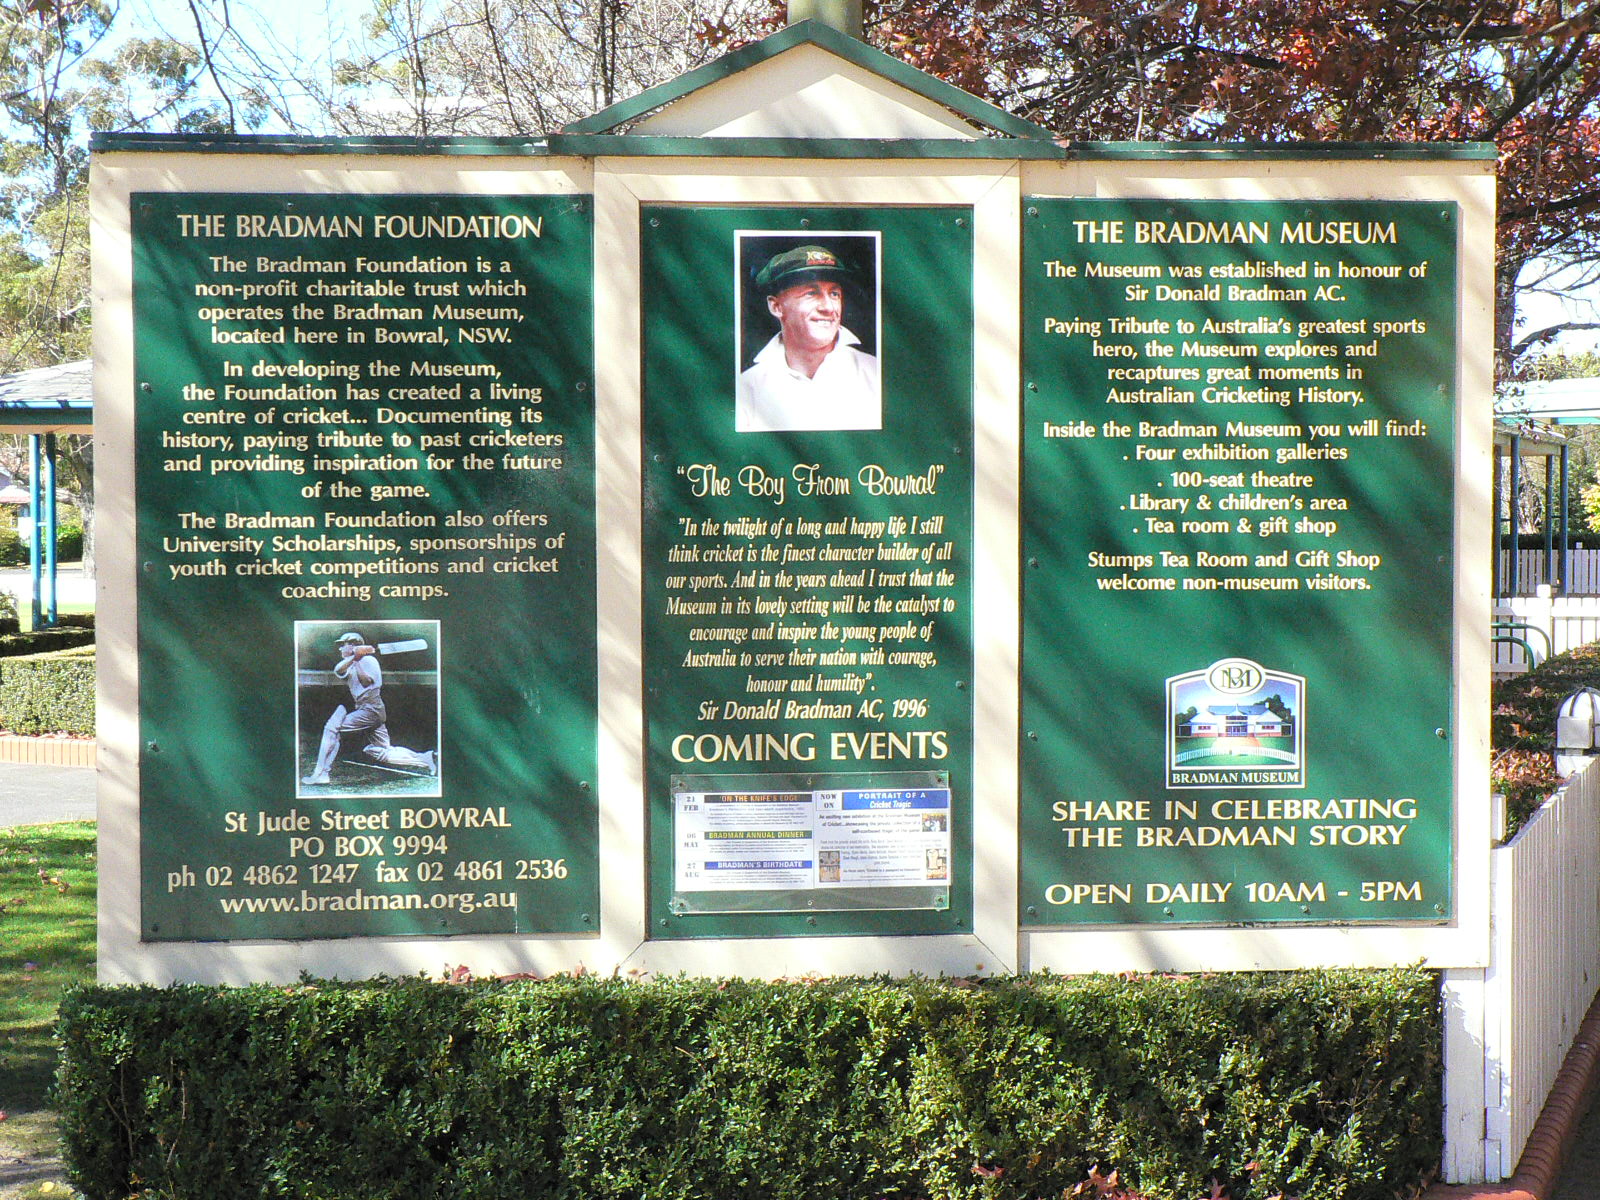 THE BRADMAN FOUNDATION
The Bradman Foundation is a
non-profit charitable trust which
operates the Bradman Museum,
located here in Bowral, NSW.
In developing the Museum,
the Foundation has created a living
centre of cricket... Documenting its
history, paying tribute to past cricketers
and providing inspiration for the future
of the game.
The Bradman Foundation also offers
University Scholarships, sponsorships of
youth cricket competitions and cricket
coaching camps.
St Jude Street BOWRAL
PO BOX 9994
ph 02 4862 1247 fax 02 4861 2536
www.bradman.org.au
"The Boy From Bowral"
"In the twilight of a long and happy life I still
think cricket is the finest character builder of all
our sports. And in the years ahead I trust that the
Museum in its lovely setting will be the catalyst to
encourage and inspire the young people of
Australia to serve their nation with courage,
honour and humility".
Sir Donald Bradman AC, 1996
COMING EVENTS
21 FEB
'ON THE KNIFE'S EDGE
06 MAY
BRADMAN ANNUAL DINNER
27 AUG
BRADMAN'S BIRTHDATE
NOW ON
PORTRAIT OF A
Cricket Tragic
An exciting new exhibition at the Bradman Museum
THE BRADMAN MUSEUM
The Museum was established in honour of
Sir Donald Bradman AC.
Paying Tribute to Australia's greatest sports
hero, the Museum explores and
recaptures great moments in
Australian Cricketing History.
Inside the Bradman Museum you will find:
. Four exhibition galleries
. 100-seat theatre
. Library & children's area
. Tea room & gift shop
Stumps Tea Room and Gift Shop
welcome non-museum visitors.
BM
BRADMAN MUSEUM
SHARE IN CELEBRATING
THE BRADMAN STORY
OPEN DAILY 10AM - 5PM